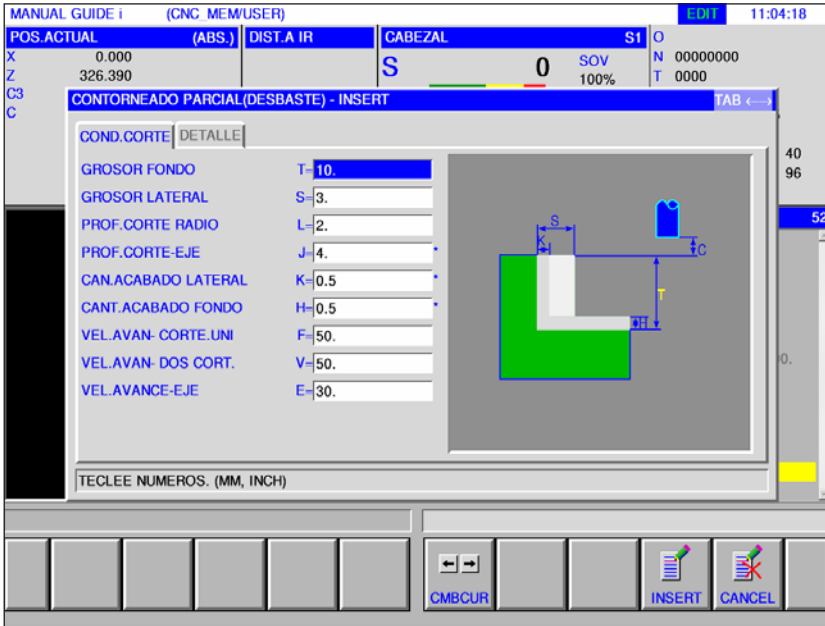 MANUAL GUIDE i (CNC_MEM/USER) EDIT 11:04:18
POS.ACTUAL (ABS.) DIST.A IR CABEZAL S1 O
X 0.000 S 0 SOV N 00000000
Z 326.390 100% T 0000
C3
C
CONTORNEADO PARCIAL(DESBASTE) - INSERT TAB ←→
COND.CORTE DETALLE
GROSOR FONDO T= 10.
GROSOR LATERAL S= 3.
PROF.CORTE RADIO L= 2.
PROF.CORTE-EJE J= 4. *
CAN.ACABADO LATERAL K= 0.5 *
CANT.ACABADO FONDO H= 0.5 *
VEL.AVAN- CORTE.UNI F= 50.
VEL.AVAN- DOS CORT. V= 50.
VEL.AVANCE-EJE E= 30.
S
K
C
T
H
40
96
52
0.
TECLEE NUMEROS. (MM, INCH)
CMBCUR INSERT CANCEL